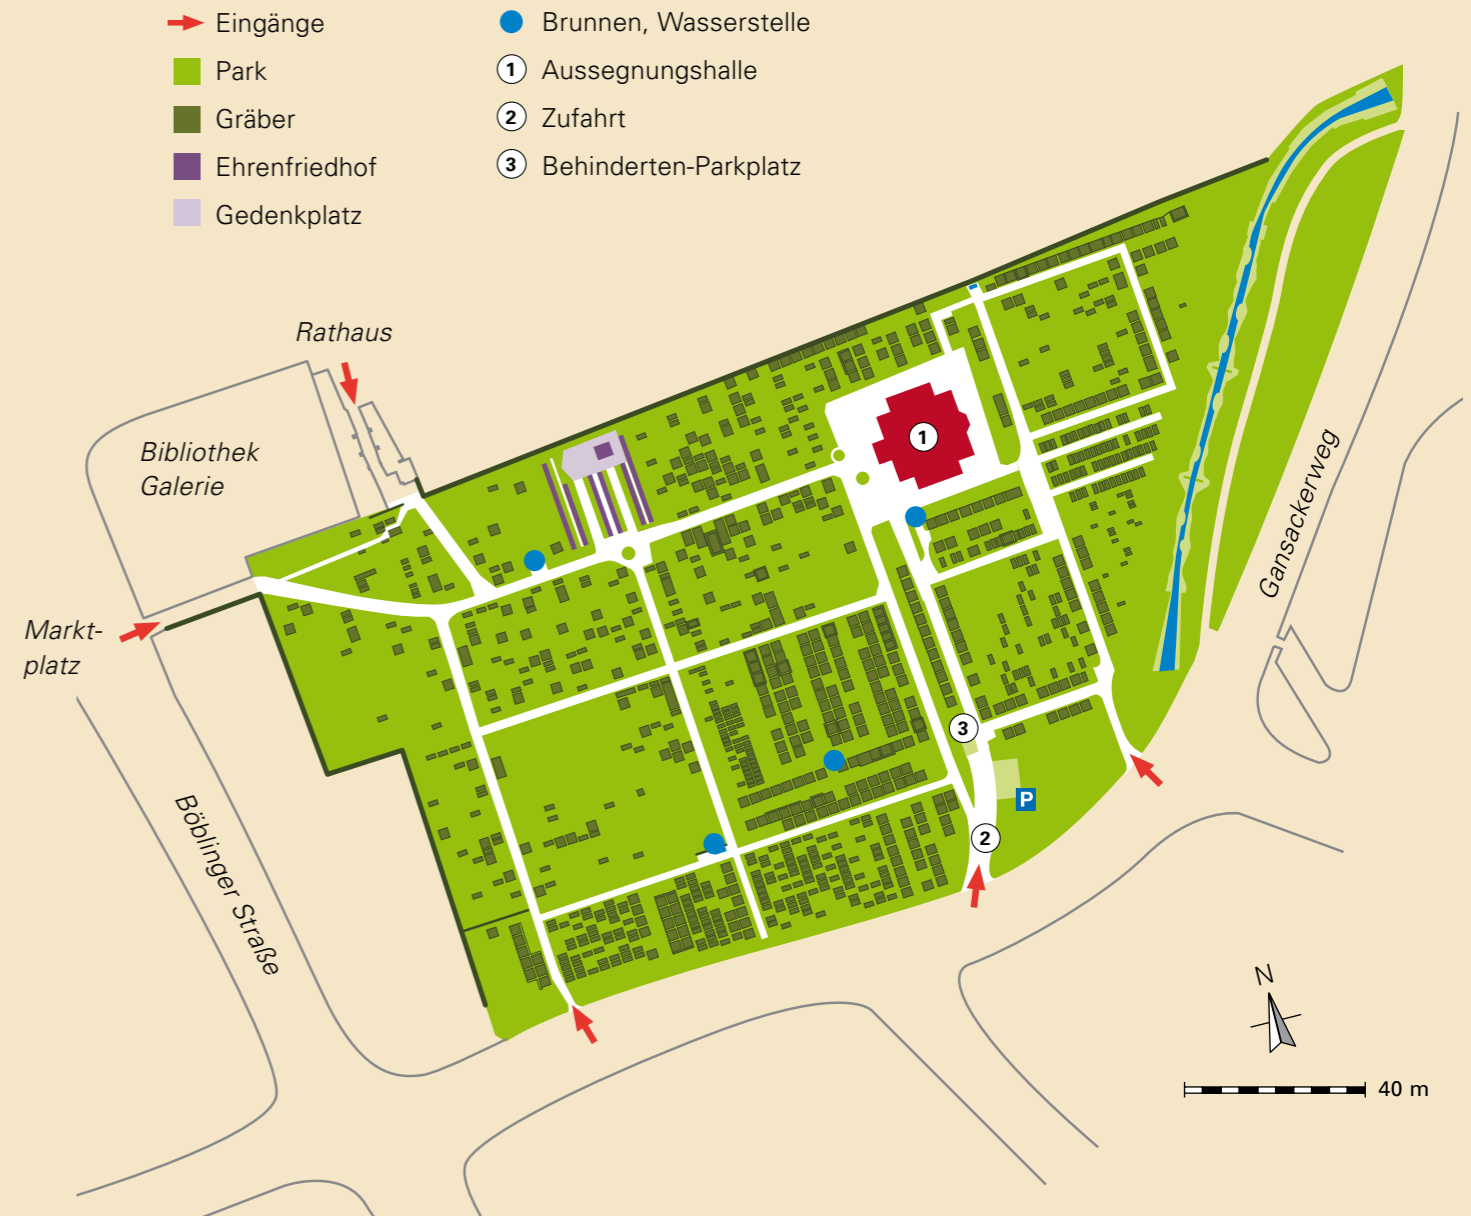 Eingänge
Park
Gräber
Ehrenfriedhof
Gedenkplatz
Brunnen, Wasserstelle
1 Aussegnungshalle
2 Zufahrt
3 Behinderten-Parkplatz
Rathaus
Bibliothek
Galerie
Markt-
platz
Böblinger Straße
Gansackerweg
1
3
P
2
N
40 m